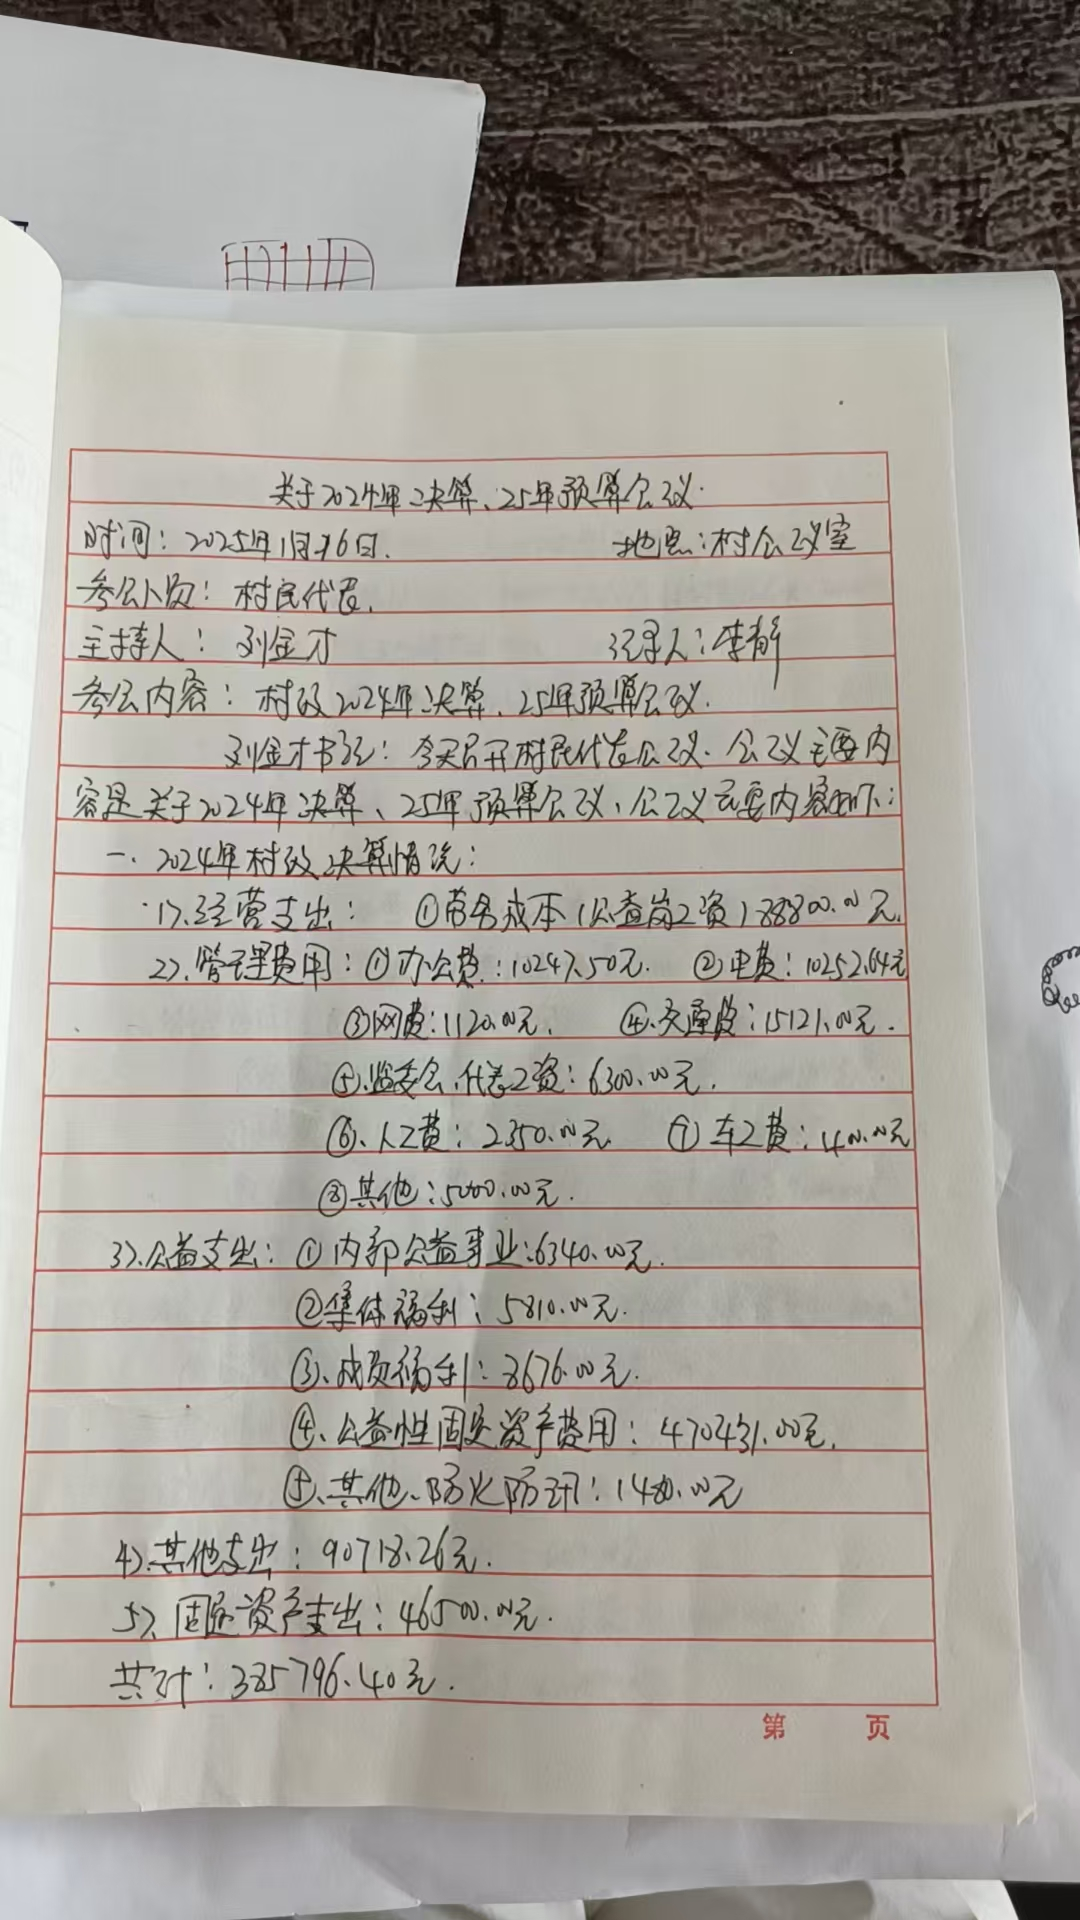 关于2024年决算、25年预算会议.
时间：2025年1月16日. 地点：村会议室
参会人员：村民代表.
主持人：刘金才 记录人：李静
参会内容：村级2024年决算、25年预算会议.
刘金才书记：今天召开村民代表会议. 会议主要内
容是关于2024年决算、25年预算会议、会议主要内容如下：
一、2024年村级决算情况：
1)、经营支出：①劳务成本(公益岗工资)88800.00元.
2)、管理费用：①办公费：10247.50元. ②电费：10252.64元
③网费：1120.00元. ④、交通费：15121.00元.
⑤、监委会、代表工资：6300.00元.
⑥、人工费：2350.00元 ⑦车工费：400.00元
⑧其他：5000.00元.
3)、公益支出：①内部公益事业：6340.00元.
②集体福利：5810.00元.
③、成员福利：8676.00元.
④、公益性固定资产费用：470431.00元.
⑤、其他、防火防汛：1480.00元
4)、其他支出：90718.26元.
5)、固定资产支出：46500.00元.
共计：385796.40元.
第 页